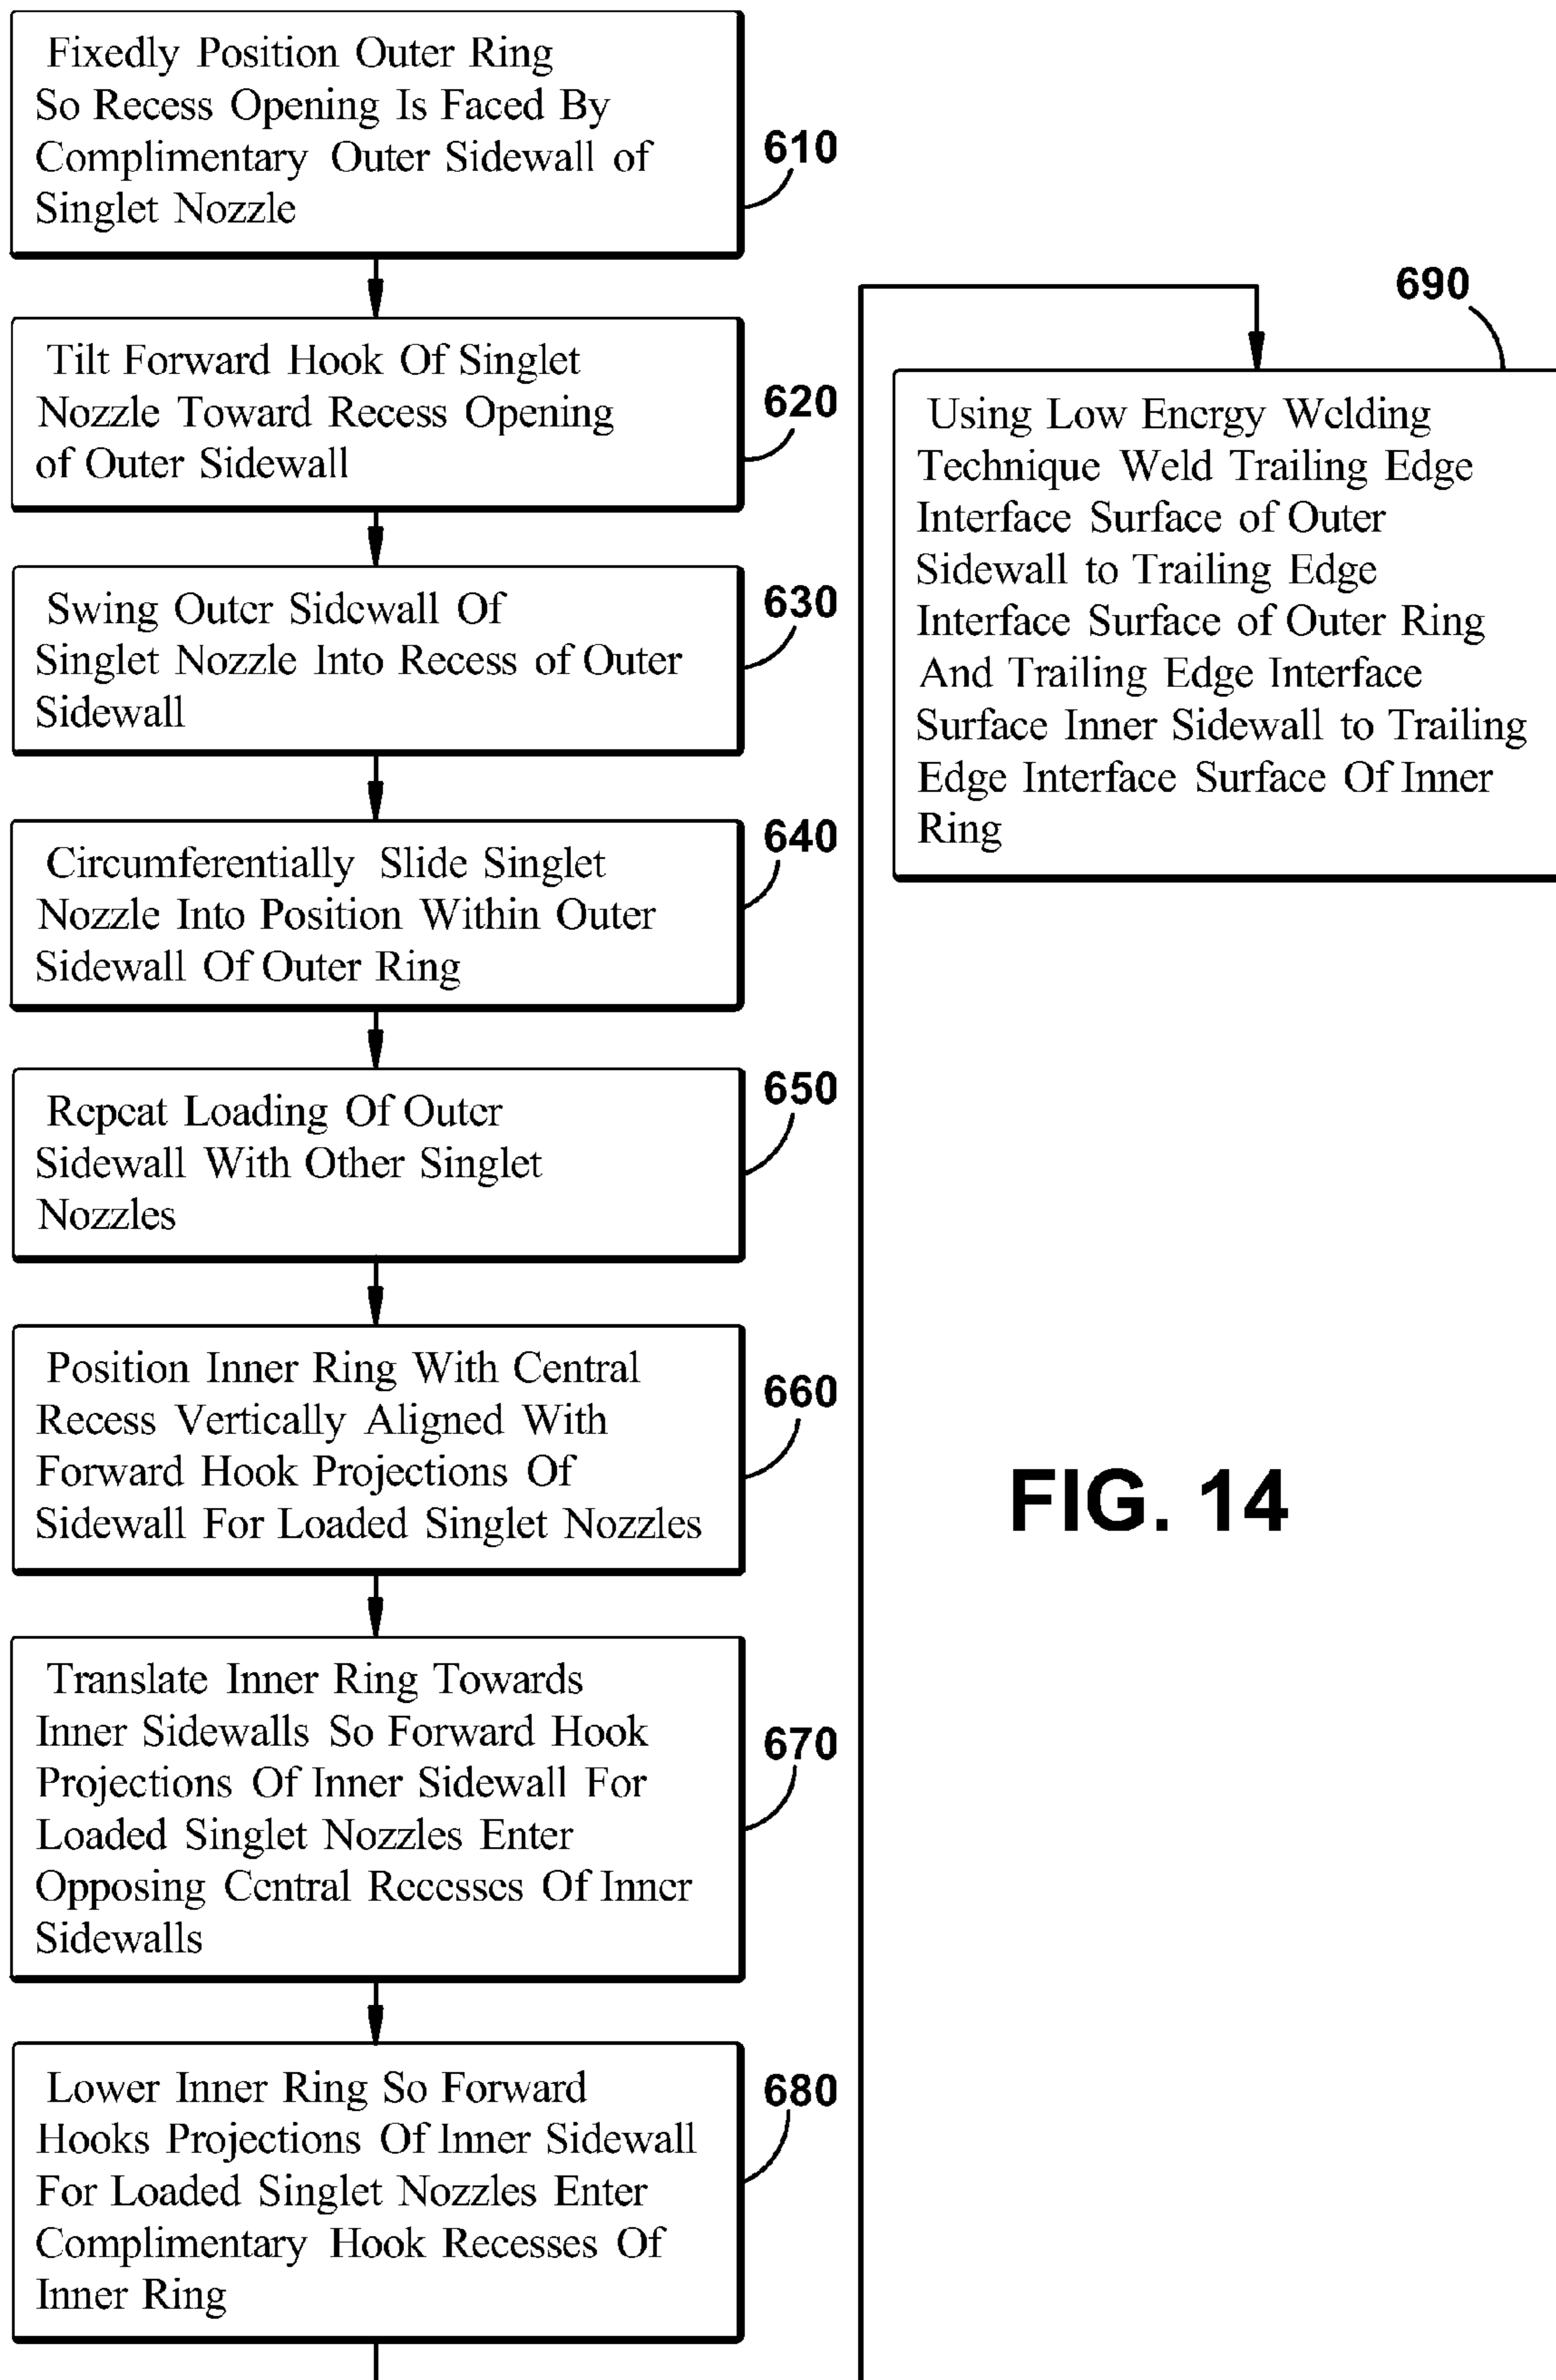 Fixedly Position Outer Ring
So Recess Opening Is Faced By
Complimentary Outer Sidewall of
Singlet Nozzle
610
Tilt Forward Hook Of Singlet
Nozzle Toward Recess Opening
of Outer Sidewall
620
Swing Outer Sidewall Of
Singlet Nozzle Into Recess of Outer
Sidewall
630
Circumferentially Slide Singlet
Nozzle Into Position Within Outer
Sidewall Of Outer Ring
640
Repeat Loading Of Outer
Sidewall With Other Singlet
Nozzles
650
Position Inner Ring With Central
Recess Vertically Aligned With
Forward Hook Projections Of
Sidewall For Loaded Singlet Nozzles
660
Translate Inner Ring Towards
Inner Sidewalls So Forward Hook
Projections Of Inner Sidewall For
Loaded Singlet Nozzles Enter
Opposing Central Recesses Of Inner
Sidewalls
670
Lower Inner Ring So Forward
Hooks Projections Of Inner Sidewall
For Loaded Singlet Nozzles Enter
Complimentary Hook Recesses Of
Inner Ring
680
690
Using Low Energy Welding
Technique Weld Trailing Edge
Interface Surface of Outer
Sidewall to Trailing Edge
Interface Surface of Outer Ring
And Trailing Edge Interface
Surface Inner Sidewall to Trailing
Edge Interface Surface Of Inner
Ring
FIG. 14